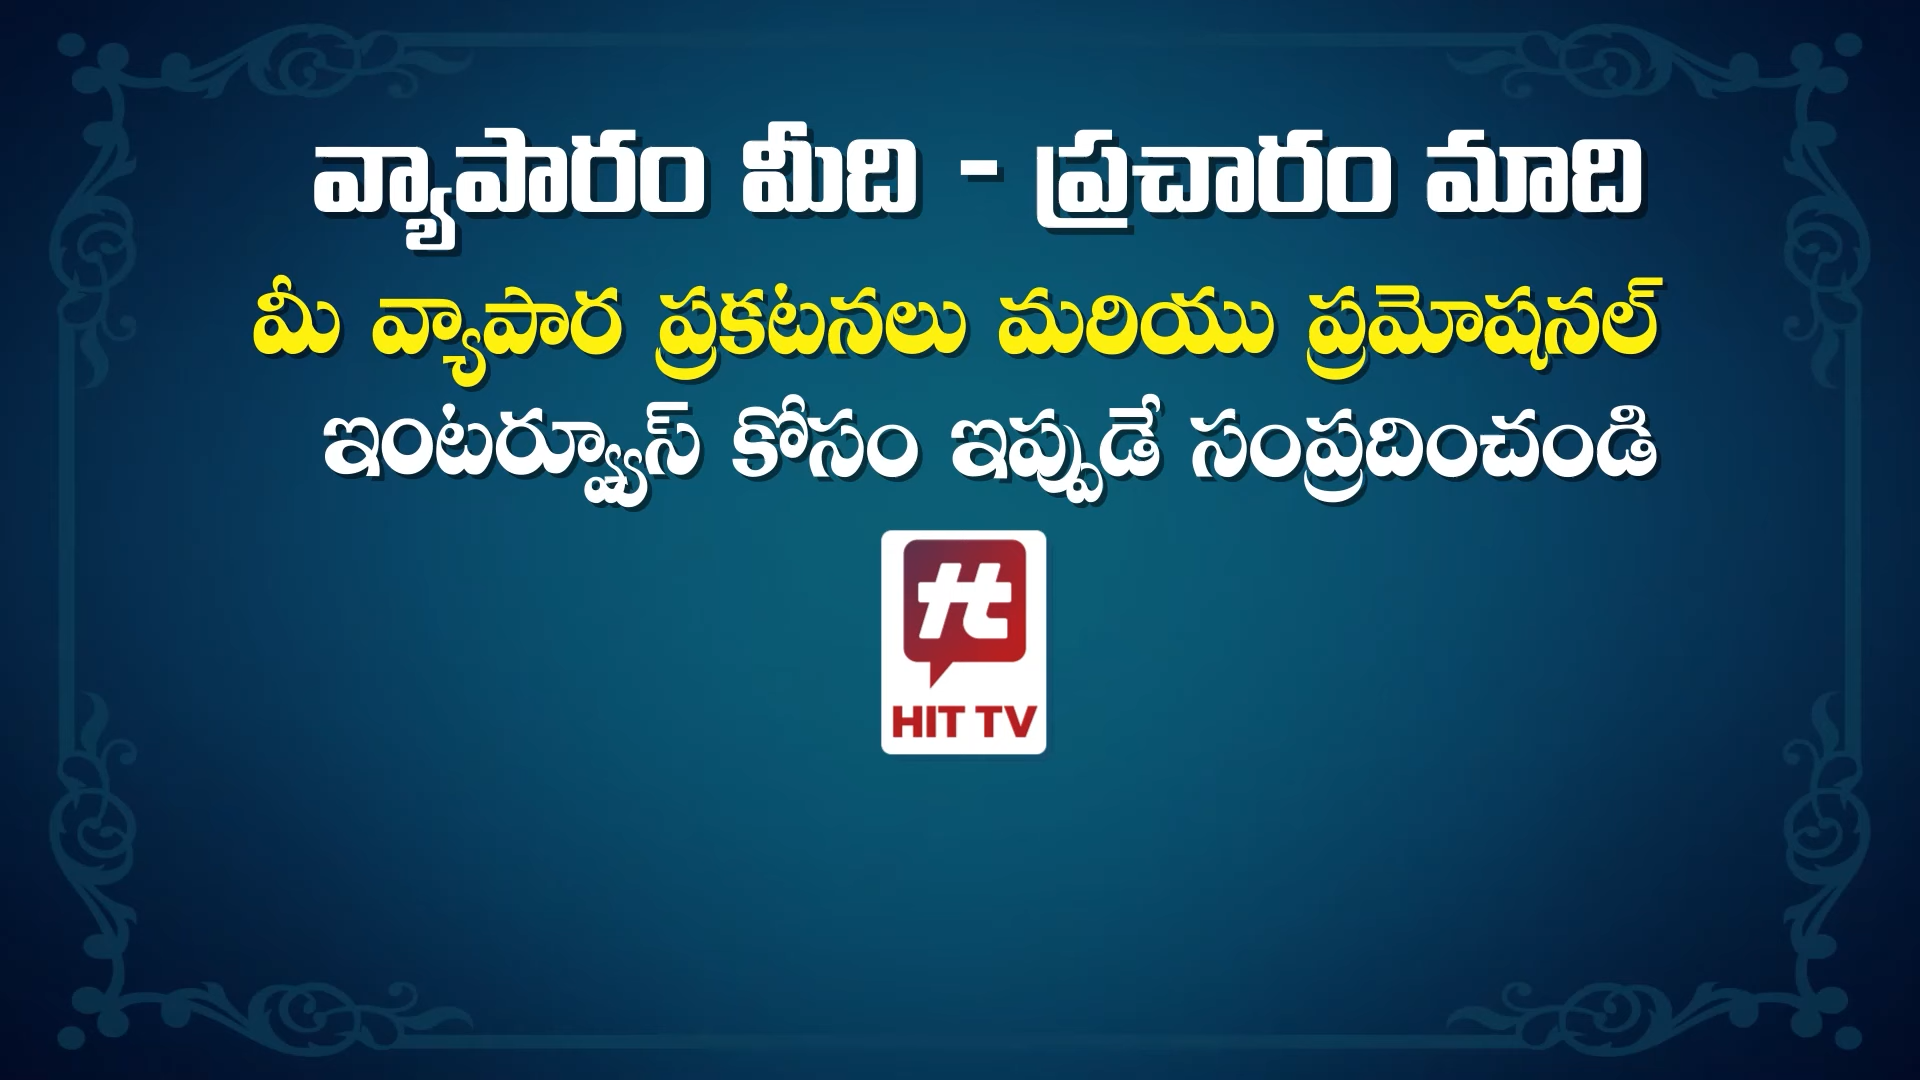 వ్యాపారం మీది - ప్రచారం మాది
మీ వ్యాపార ప్రకటనలు మరియు ప్రమోషనల్
ఇంటర్వ్యూస్ కోసం ఇప్పుడే సంప్రదించండి
HIT TV